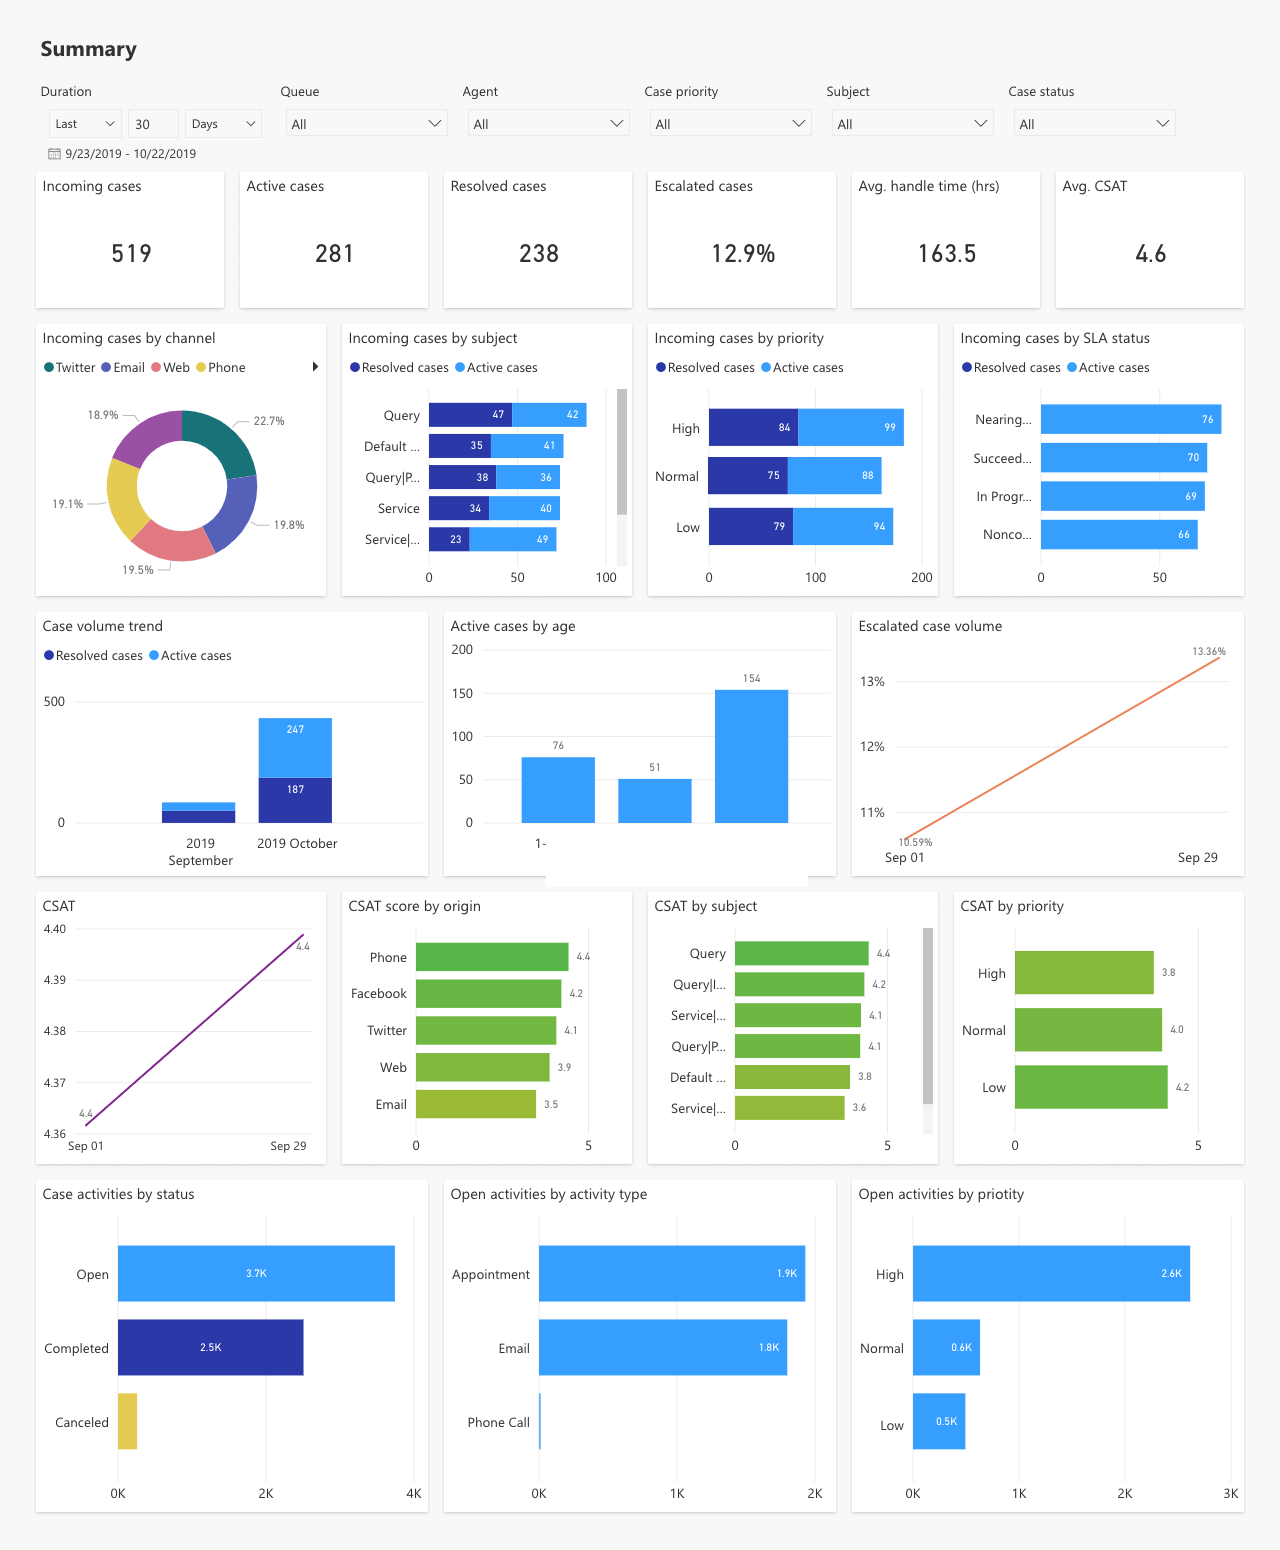 Summary
Duration
Queue
Agent
Case priority
Subject
Case status
Last
30
Days
All
All
All
All
All
9/23/2019 - 10/22/2019
Incoming cases
519
Active cases
281
Resolved cases
238
Escalated cases
12.9%
Avg. handle time (hrs)
163.5
Avg. CSAT
4.6
Incoming cases by channel
Twitter Email Web Phone
18.9%
22.7%
19.1%
19.8%
19.5%
Incoming cases by subject
Resolved cases Active cases
Query 47 42
Default ... 35 41
Query|P... 38 36
Service 34 40
Service|... 23 49
0 50 100
Incoming cases by priority
Resolved cases Active cases
High 84 99
Normal 75 88
Low 79 94
0 100 200
Incoming cases by SLA status
Resolved cases Active cases
Nearing... 76
Succeed... 70
In Progr... 69
Nonco... 66
0 50
Case volume trend
Resolved cases Active cases
500
247
187
0
2019
September
2019 October
Active cases by age
200
150
100
50
0
76
51
154
1-
Escalated case volume
13.36%
13%
12%
11%
10.59%
Sep 01 Sep 29
CSAT
4.40
4.4
4.39
4.38
4.37
4.4
4.36
Sep 01 Sep 29
CSAT score by origin
Phone 4.4
Facebook 4.2
Twitter 4.1
Web 3.9
Email 3.5
0 5
CSAT by subject
Query 4.4
Query|I... 4.2
Service|... 4.1
Query|P... 4.1
Default ... 3.8
Service|... 3.6
0 5
CSAT by priority
High 3.8
Normal 4.0
Low 4.2
0 5
Case activities by status
Open 3.7K
Completed 2.5K
Canceled
0K 2K 4K
Open activities by activity type
Appointment 1.9K
Email 1.8K
Phone Call
0K 1K 2K
Open activities by priotity
High 2.6K
Normal 0.6K
Low 0.5K
0K 1K 2K 3K